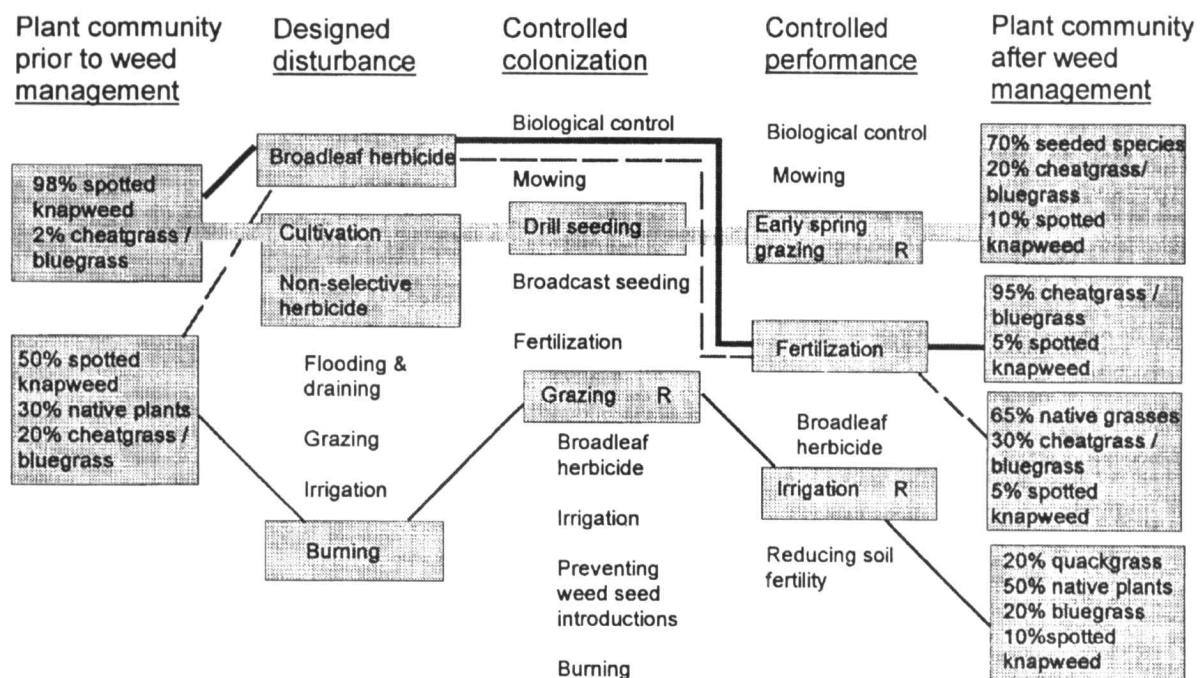 Plant community
prior to weed
management
Designed
disturbance
Controlled
colonization
Controlled
performance
Plant community
after weed
management
98% spotted
knapweed
2% cheatgrass /
bluegrass
50% spotted
knapweed
30% native plants
20% cheatgrass /
bluegrass
Broadleaf herbicide
Cultivation
Non-selective
herbicide
Flooding &
draining
Grazing
Irrigation
Burning
Biological control
Mowing
Drill seeding
Broadcast seeding
Fertilization
Grazing R
Broadleaf
herbicide
Irrigation
Preventing
weed seed
introductions
Burning
Biological control
Mowing
Early spring
grazing R
Fertilization
Broadleaf
herbicide
Irrigation R
Reducing soil
fertility
70% seeded species
20% cheatgrass/
bluegrass
10% spotted
knapweed
95% cheatgrass /
bluegrass
5% spotted
knapweed
65% native grasses
30% cheatgrass /
bluegrass
5% spotted
knapweed
20% quackgrass
50% native plants
20% bluegrass
10%spotted
knapweed